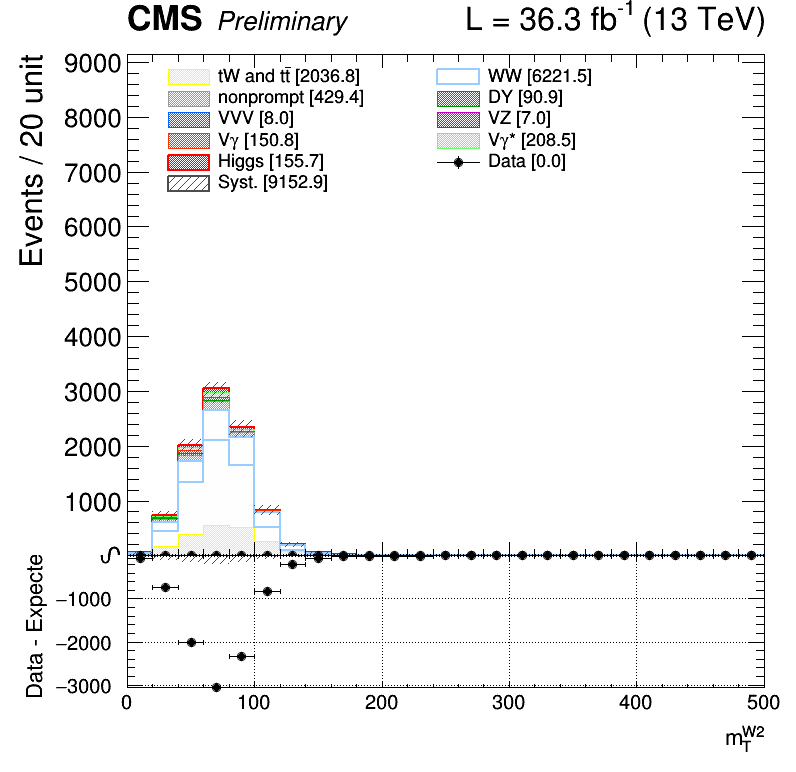 CMS Preliminary L = 36.3 fb⁻¹ (13 TeV)
Events / 20 unit
9000
8000
7000
6000
5000
4000
3000
2000
1000
0
tW and tt̄ [2036.8]
nonprompt [429.4]
VVV [8.0]
Vγ [150.8]
Higgs [155.7]
Syst. [9152.9]
WW [6221.5]
DY [90.9]
VZ [7.0]
Vγ* [208.5]
Data [0.0]
Data - Expecte
−1000
−2000
−3000
0 100 200 300 400 500
m_T^W2